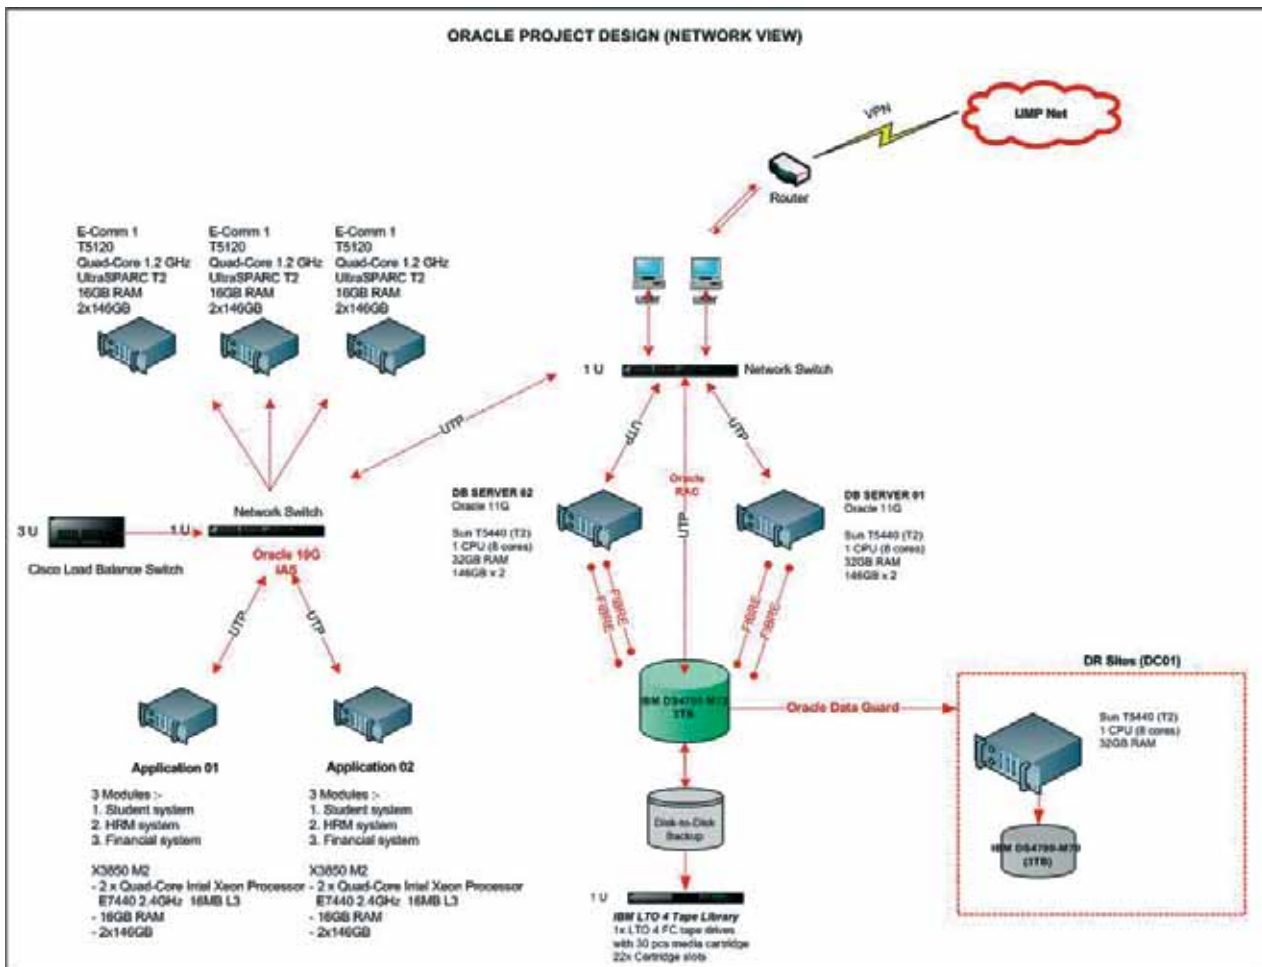 ORACLE PROJECT DESIGN (NETWORK VIEW)
VPN
UMP Net
Router
E-Comm 1
T5120
Quad-Core 1.2 GHz
UltraSPARC T2
16GB RAM
2x146GB
E-Comm 1
T5120
Quad-Core 1.2 GHz
UltraSPARC T2
16GB RAM
2x146GB
E-Comm 1
T5120
Quad-Core 1.2 GHz
UltraSPARC T2
16GB RAM
2x146GB
user
user
1 U
Network Switch
UTP
UTP
UTP
Oracle
RAC
UTP
DB SERVER 02
Oracle 11G
Sun T5440 (T2)
1 CPU (8 cores)
32GB RAM
146GB x 2
DB SERVER 01
Oracle 11G
Sun T5440 (T2)
1 CPU (8 cores)
32GB RAM
146GB x 2
Network Switch
3 U
1 U
Cisco Load Balance Switch
Oracle 10G
IAS
UTP
UTP
FIBRE
FIBRE
FIBRE
FIBRE
Application 01
3 Modules :-
1. Student system
2. HRM system
3. Financial system
X3850 M2
- 2 x Quad-Core Intel Xeon Processor
E7440 2.4GHz 16MB L3
- 16GB RAM
- 2x146GB
Application 02
3 Modules :-
1. Student system
2. HRM system
3. Financial system
X3850 M2
- 2 x Quad-Core Intel Xeon Processor
E7440 2.4GHz 16MB L3
- 16GB RAM
- 2x146GB
IBM DS4700-M72
3TB
Oracle Data Guard
Disk-to-Disk
Backup
1 U
IBM LTO 4 Tape Library
1x LTO 4 FC tape drives
with 30 pcs media cartridge
22x Cartridge slots
DR Sites (DC01)
Sun T5440 (T2)
1 CPU (8 cores)
32GB RAM
IBM DS4700-M70
(3TB)